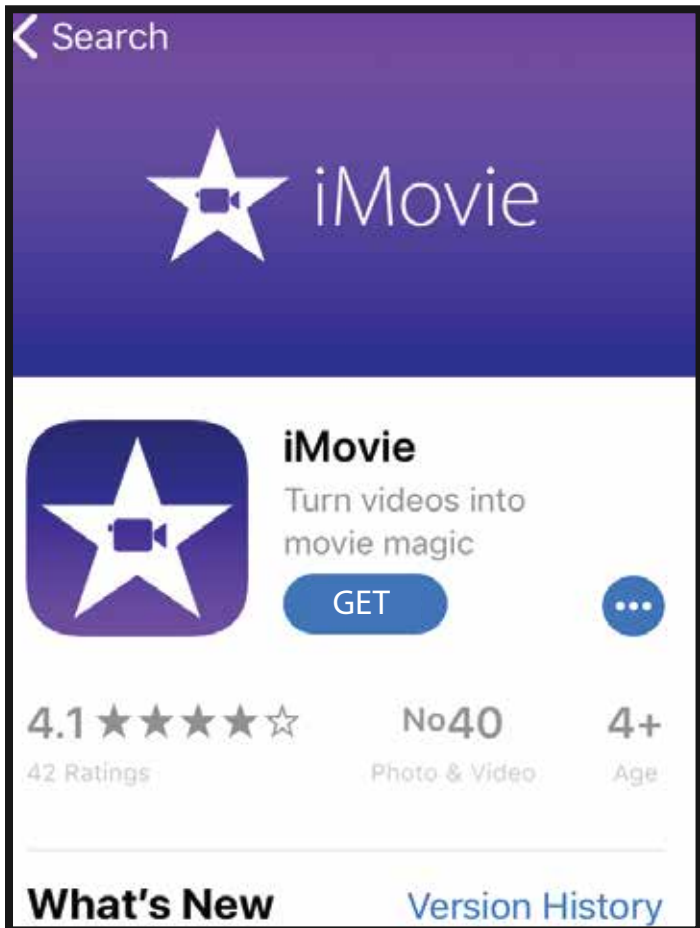 Search
iMovie
iMovie
Turn videos into
movie magic
GET
4.1 No40 4+
42 Ratings Photo & Video Age
What's New Version History